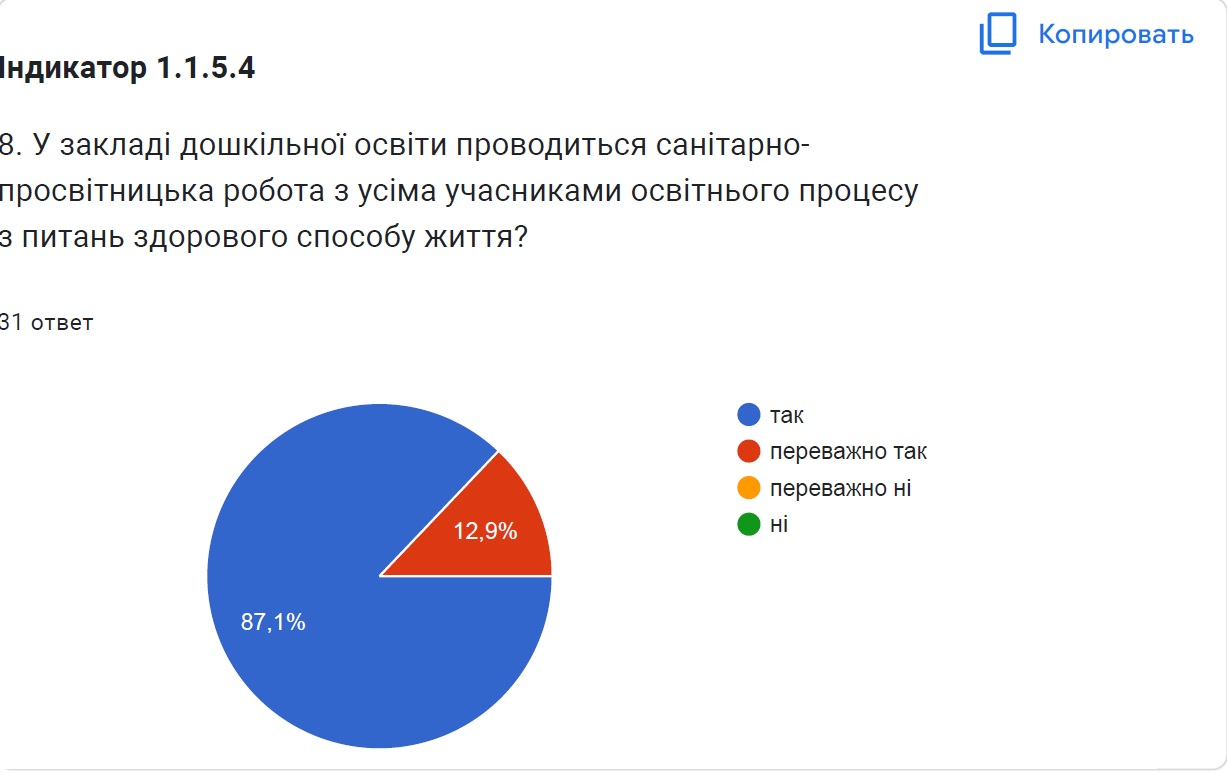 Копировать
Індикатор 1.1.5.4
8. У закладі дошкільної освіти проводиться санітарно-
просвітницька робота з усіма учасниками освітнього процесу
з питань здорового способу життя?
31 ответ
так
переважно так
переважно ні
ні
12,9%
87,1%